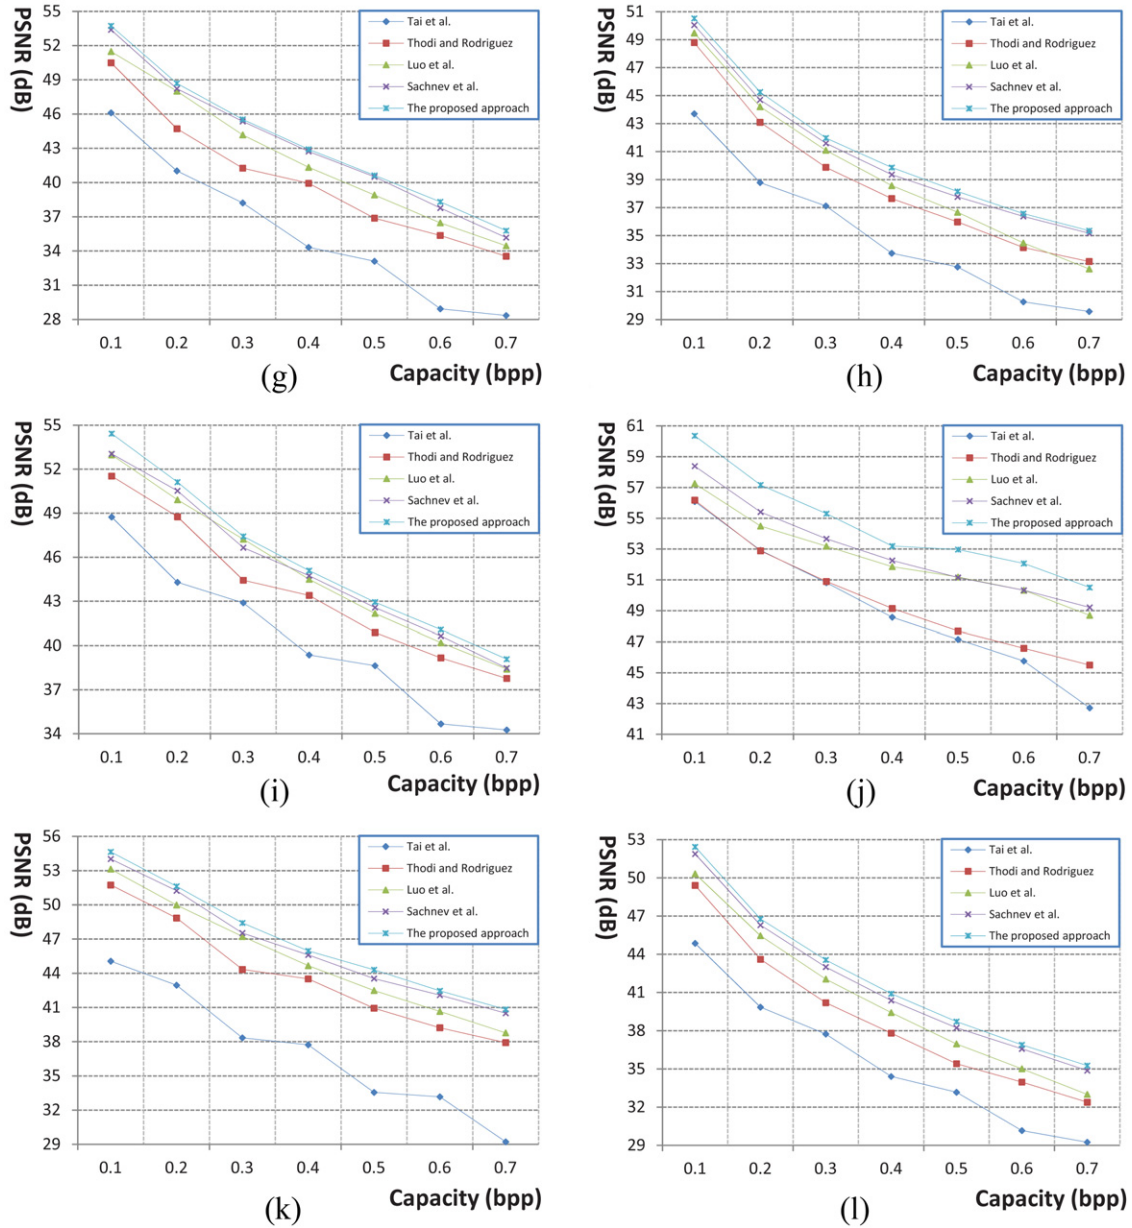 PSNR (dB)
55
52
49
46
43
40
37
34
31
28
Tai et al.
Thodi and Rodriguez
Luo et al.
Sachnev et al.
The proposed approach
0.1 0.2 0.3 0.4 0.5 0.6 0.7
Capacity (bpp)
(g)
PSNR (dB)
51
49
47
45
43
41
39
37
35
33
31
29
Tai et al.
Thodi and Rodriguez
Luo et al.
Sachnev et al.
The proposed approach
0.1 0.2 0.3 0.4 0.5 0.6 0.7
Capacity (bpp)
(h)
PSNR (dB)
55
52
49
46
43
40
37
34
Tai et al.
Thodi and Rodriguez
Luo et al.
Sachnev et al.
The proposed approach
0.1 0.2 0.3 0.4 0.5 0.6 0.7
Capacity (bpp)
(i)
PSNR (dB)
61
59
57
55
53
51
49
47
45
43
41
Tai et al.
Thodi and Rodriguez
Luo et al.
Sachnev et al.
The proposed approach
0.1 0.2 0.3 0.4 0.5 0.6 0.7
Capacity (bpp)
(j)
PSNR (dB)
56
53
50
47
44
41
38
35
32
29
Tai et al.
Thodi and Rodriguez
Luo et al.
Sachnev et al.
The proposed approach
0.1 0.2 0.3 0.4 0.5 0.6 0.7
Capacity (bpp)
(k)
PSNR (dB)
53
50
47
44
41
38
35
32
29
Tai et al.
Thodi and Rodriguez
Luo et al.
Sachnev et al.
The proposed approach
0.1 0.2 0.3 0.4 0.5 0.6 0.7
Capacity (bpp)
(l)